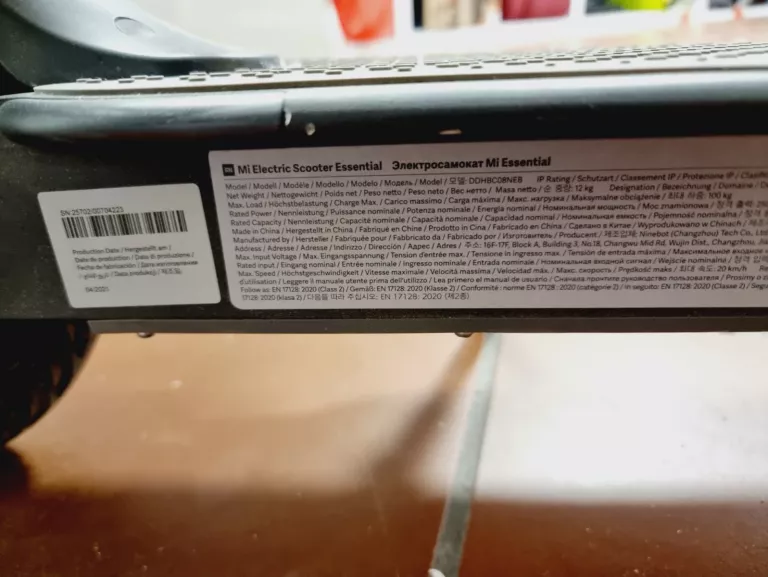 SN:25702/00794223
Production Date / Hergestellt am /
Date de production / Data di produzione /
Fecha de fabricación / Дата изготовления
04/2021
Mi Electric Scooter Essential Электросамокат Mi Essential
Model / Modell / Modèle / Modello / Modelo / Модель / Model / 모델: DDHBC08NEB IP Rating / Schutzart / Classement IP / Protezione IP /
Net Weight / Nettogewicht / Poids net / Peso netto / Peso neto / Вес нетто / Masa netto / 순 중량: 12 kg Designation / Bezeichnung / Domaine /
Max. Load / Höchstbelastung / Charge Max. / Carico massimo / Carga máxima / Макс. нагрузка / Maksymalne obciążenie / 최대 하중: 100 kg
Rated Power / Nennleistung / Puissance nominale / Potenza nominale / Energía nominal / Номинальная мощность / Moc znamionowa / 정격 출력:
Rated Capacity / Nennleistung / Capacité nominale / Capacità nominale / Capacidad nominal / Номинальная емкость / Pojemność nominalna /
Made in China / Hergestellt in China / Fabriqué en Chine / Prodotto in Cina / Fabricado en China / Сделано в Китае / Wyprodukowano w Chinach /
Manufactured by / Hersteller / Fabriqué pour / Fabbricato da / Fabricado por / Изготовитель / Producent / 제조업체: Ninebot (Changzhou) Tech Co., Ltd.
Address / Adresse / Adresse / Indirizzo / Dirección / Адрес / Adres / 주소: 16F-17F, Block A, Building 3, No.18, Changwu Mid Rd, Wujin Dist., Changzhou,
Max. Input Voltage / Max. Eingangsspannung / Tension d'entrée max. / Tensione in ingresso max. / Tensión de entrada máxima / Максимальное входное
Rated Input / Eingang nominal / Entrée nominale / Ingresso nominale / Entrada nominal / Номинальный входной сигнал / Wejście nominalne / 정격 입력
Max. Speed / Höchstgeschwindigkeit / Vitesse maximale / Velocità massima / Velocidad máx. / Макс. скорость / Prędkość maks / 최대 속도: 20 km/h
d'utilisation / Leggere il manuale utente prima dell'utilizzo / Lea primero el manual de usuario / Сначала прочтите руководство пользователя
Follow as: EN 17128: 2020 (Class 2) / Gemäß: EN 17128: 2020 (Klasse 2) / Conformité : norme EN 17128 : 2020 (catégorie 2) / In seguito: EN 17128: 2020 (Classe 2)
17128: 2020 (klasa 2) / 다음을 따라 주십시오: EN 17128: 2020 (제2종)